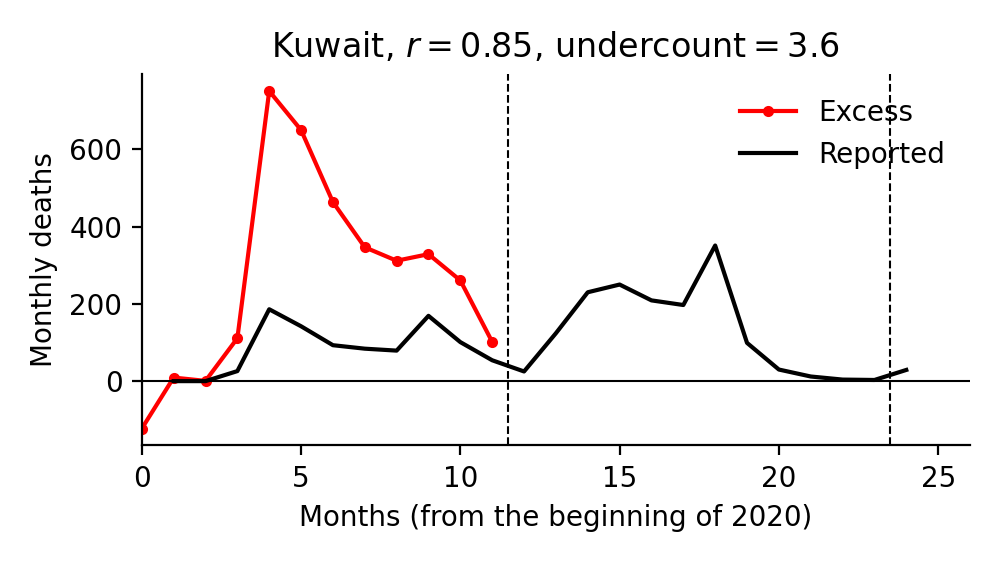 Kuwait, r = 0.85, undercount = 3.6
Excess
Reported
Monthly deaths
600
400
200
0
0 5 10 15 20 25
Months (from the beginning of 2020)